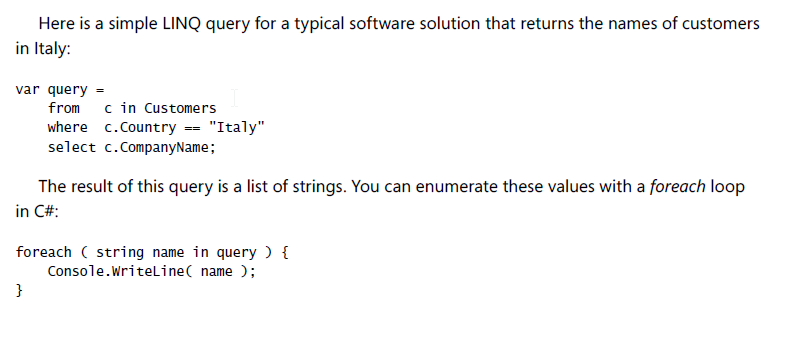 Here is a simple LINQ query for a typical software solution that returns the names of customers
in Italy:
var query =
    from   c in Customers
    where  c.Country == "Italy"
    select c.CompanyName;
The result of this query is a list of strings. You can enumerate these values with a foreach loop
in C#:
foreach ( string name in query ) {
    Console.WriteLine( name );
}